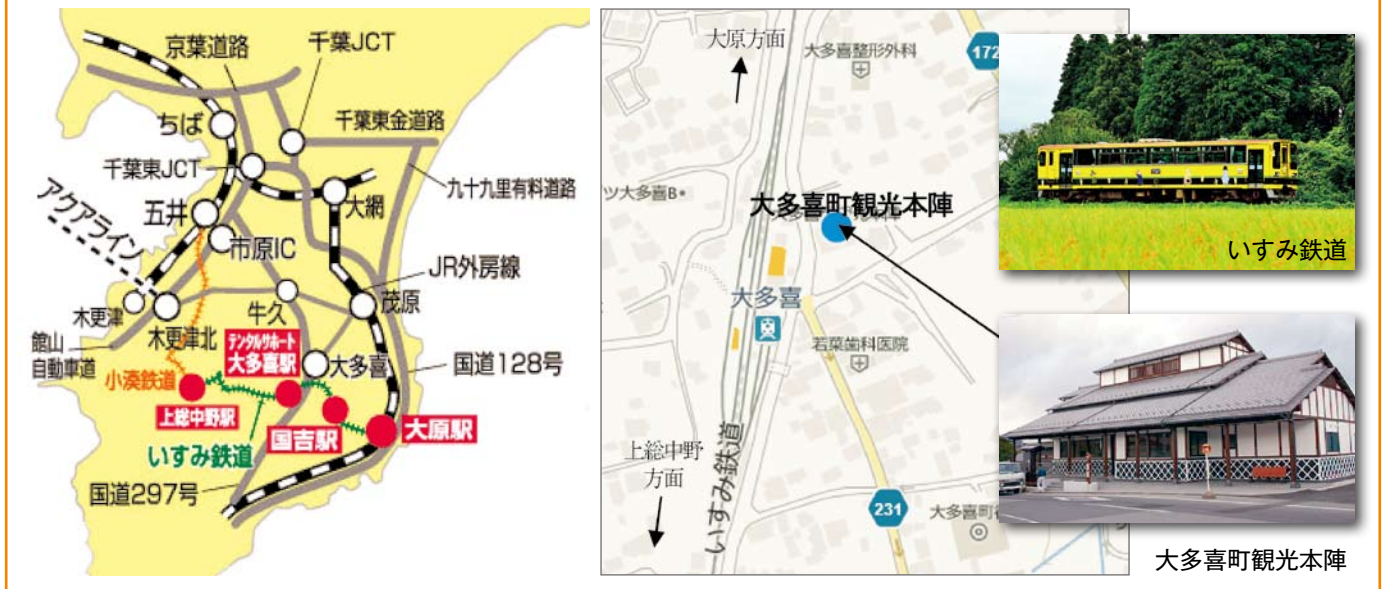 京葉道路
千葉JCT
ちば
千葉東金道路
千葉東JCT
九十九里有料道路
アクアライン
五井
大網
市原IC
JR外房線
木更津
木更津北
牛久
茂原
館山
自動車道
デンタルサポート
大多喜駅
大多喜
国道128号
小湊鉄道
上総中野駅
国吉駅
大原駅
いすみ鉄道
国道297号
大原方面
大多喜整形外科
172
ツ大多喜B
大多喜町観光本陣
大多喜
若葉歯科医院
いすみ鉄道
上総中野
方面
231
大多喜町
いすみ鉄道
大多喜町観光本陣